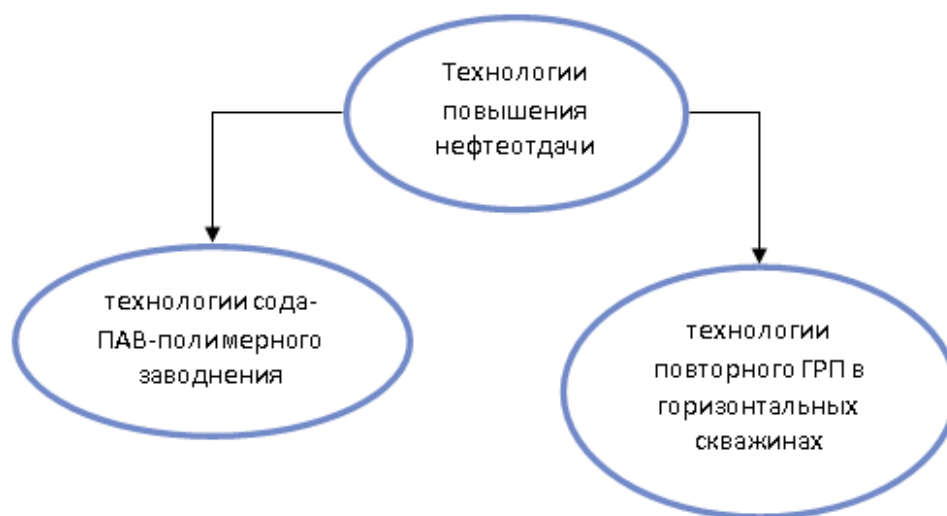 Технологии
повышения
нефтеотдачи
технологии сода-
ПАВ-полимерного
заводнения
технологии
повторного ГРП в
горизонтальных
скважинах